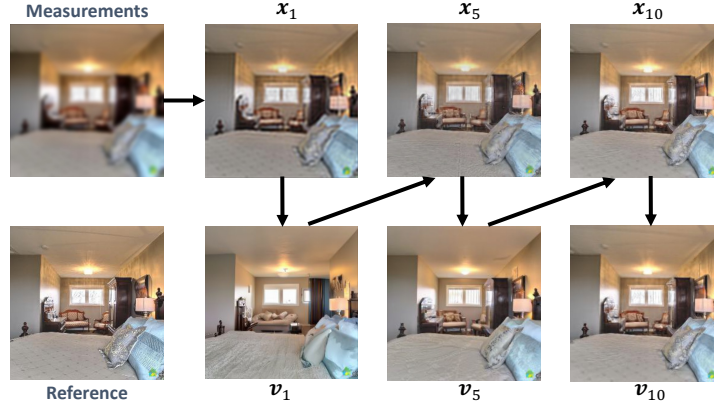 Measurements
x₁
x₅
x₁₀
Reference
v₁
v₅
v₁₀